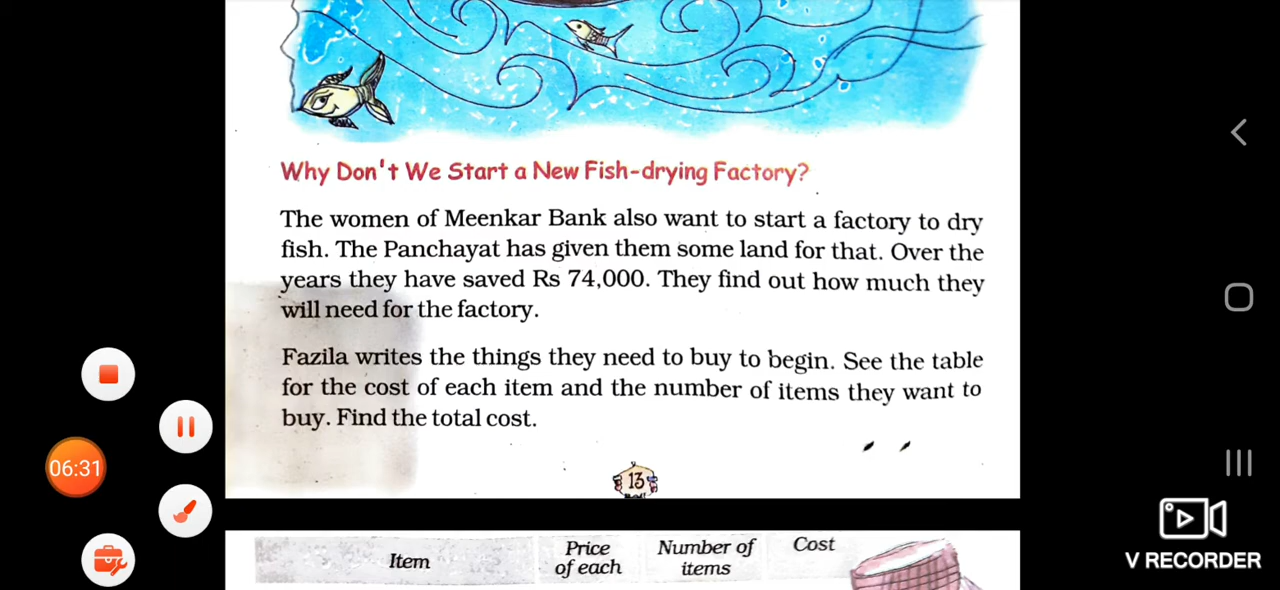 Why Don't We Start a New Fish-drying Factory?
The women of Meenkar Bank also want to start a factory to dry
fish. The Panchayat has given them some land for that. Over the
years they have saved Rs 74,000. They find out how much they
will need for the factory.
Fazila writes the things they need to buy to begin. See the table
for the cost of each item and the number of items they want to
buy. Find the total cost.
13
Item
Price
of each
Number of
items
Cost
06:31
V RECORDER